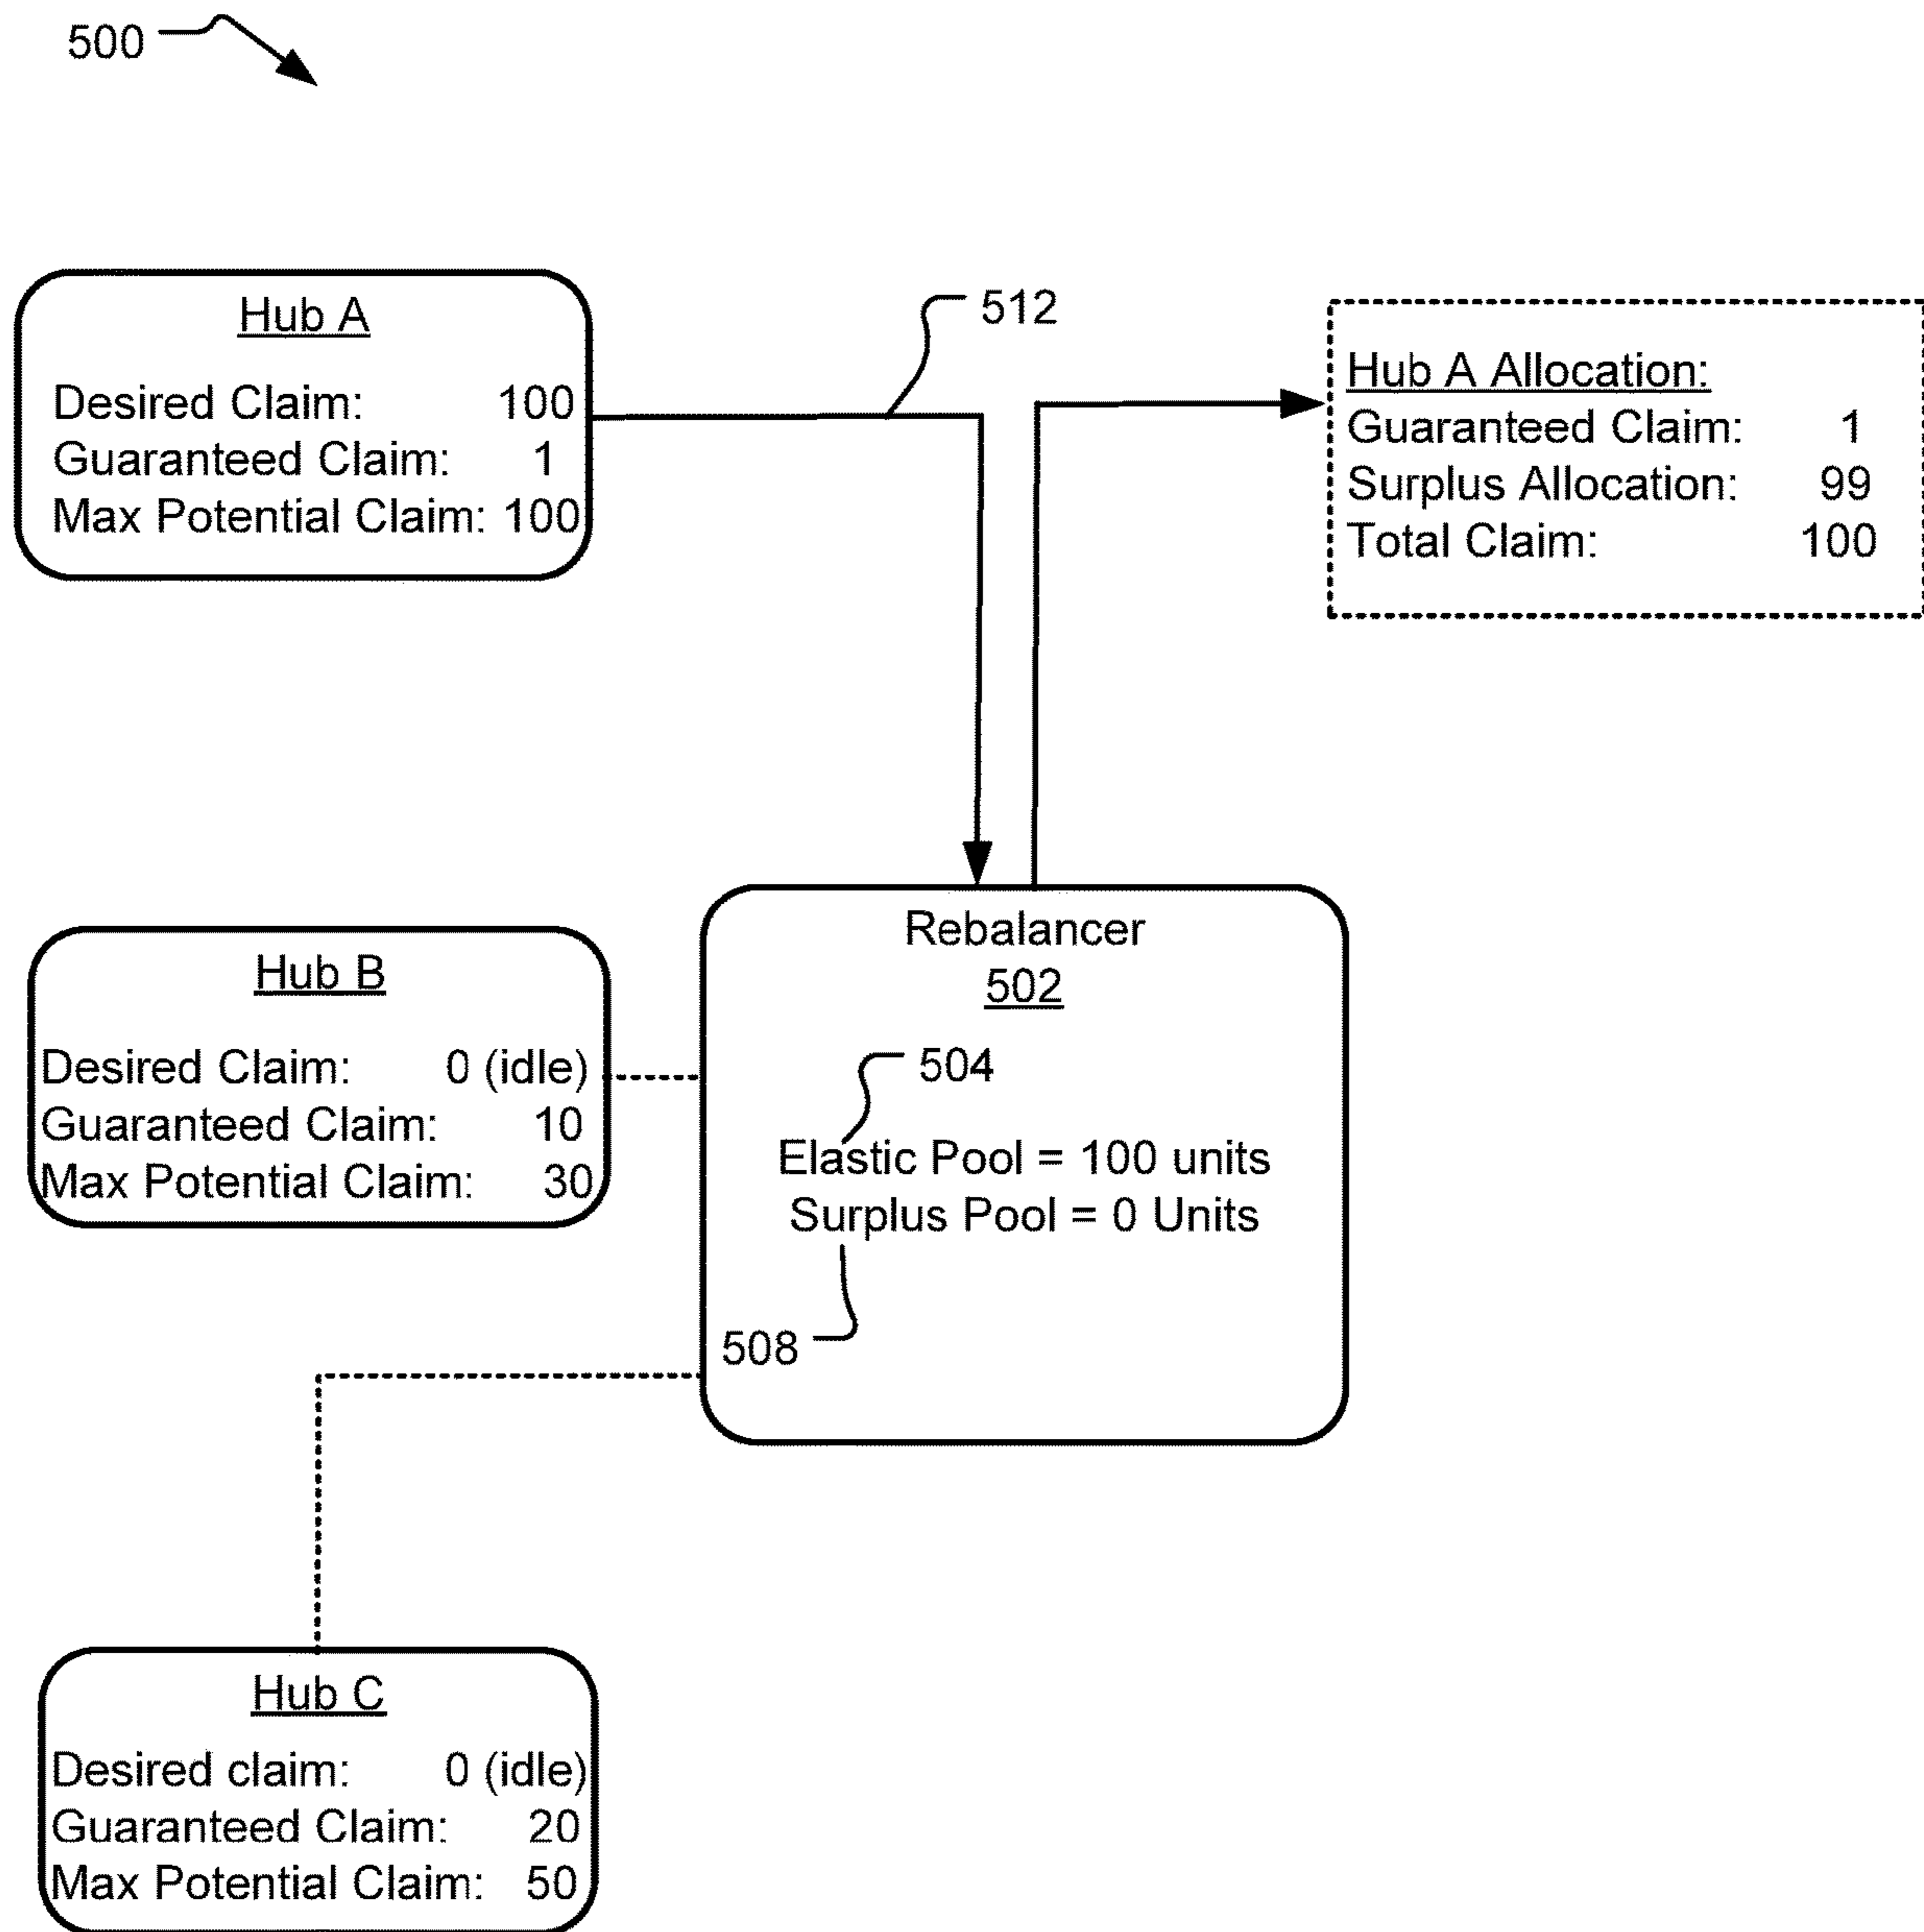 500
Hub A
Desired Claim: 100
Guaranteed Claim: 1
Max Potential Claim: 100
512
Hub A Allocation:
Guaranteed Claim: 1
Surplus Allocation: 99
Total Claim: 100
Rebalancer
502
504
Elastic Pool = 100 units
Surplus Pool = 0 Units
508
Hub B
Desired Claim: 0 (idle)
Guaranteed Claim: 10
Max Potential Claim: 30
Hub C
Desired claim: 0 (idle)
Guaranteed Claim: 20
Max Potential Claim: 50